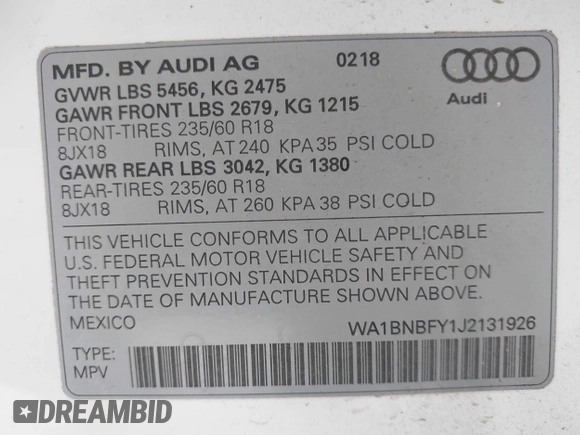 MFD. BY AUDI AG 0218
GVWR LBS 5456, KG 2475
GAWR FRONT LBS 2679, KG 1215
FRONT-TIRES 235/60 R18
8JX18 RIMS, AT 240 KPA 35 PSI COLD
GAWR REAR LBS 3042, KG 1380
REAR-TIRES 235/60 R18
8JX18 RIMS, AT 260 KPA 38 PSI COLD
Audi
THIS VEHICLE CONFORMS TO ALL APPLICABLE
U.S. FEDERAL MOTOR VEHICLE SAFETY AND
THEFT PREVENTION STANDARDS IN EFFECT ON
THE DATE OF MANUFACTURE SHOWN ABOVE.
MEXICO WA1BNBFY1J2131926
TYPE:
MPV
DREAMBID